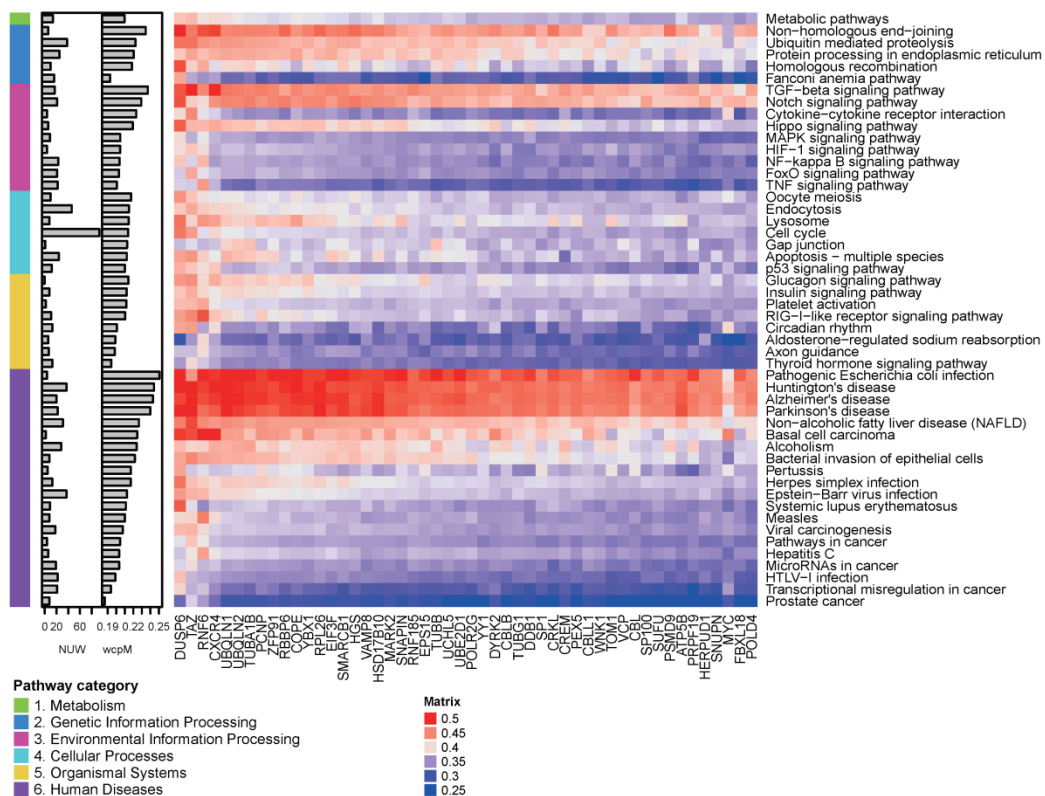 Metabolic pathways
Non−homologous end−joining
Ubiquitin mediated proteolysis
Protein processing in endoplasmic reticulum
Homologous recombination
Fanconi anemia pathway
TGF−beta signaling pathway
Notch signaling pathway
Cytokine−cytokine receptor interaction
Hippo signaling pathway
MAPK signaling pathway
HIF−1 signaling pathway
NF−kappa B signaling pathway
FoxO signaling pathway
TNF signaling pathway
Oocyte meiosis
Endocytosis
Lysosome
Cell cycle
Gap junction
Apoptosis − multiple species
p53 signaling pathway
Glucagon signaling pathway
Insulin signaling pathway
Platelet activation
RIG−I−like receptor signaling pathway
Circadian rhythm
Aldosterone−regulated sodium reabsorption
Axon guidance
Thyroid hormone signaling pathway
Pathogenic Escherichia coli infection
Huntington's disease
Alzheimer's disease
Parkinson's disease
Non−alcoholic fatty liver disease (NAFLD)
Basal cell carcinoma
Alcoholism
Bacterial invasion of epithelial cells
Pertussis
Herpes simplex infection
Epstein−Barr virus infection
Systemic lupus erythematosus
Measles
Viral carcinogenesis
Pathways in cancer
Hepatitis C
MicroRNAs in cancer
HTLV−I infection
Transcriptional misregulation in cancer
Prostate cancer
0 20 60
0.19 0.22 0.25
NUW
wcpM
DUSP6
TAZ
RNF6
CXCR4
UBQLN1
UBQLN2
TUBA1B
PCNP
ZFP91
RBBP6
COPE
YBX1
RPL26
EIF3F
SMARCB1
HGS
VAMP8
HSD17B10
MARK2
SNAPIN
RNF185
EPS15
TUBB
UCHL5
UBE2D1
POLR2G
YY1
DYRK2
CBLB
TUBG1
DDB1
SP1
CRKL
CREM
PEX5
CBLC
WNK1
TOM1
VCP
CBL
SPOP
SUFU
PSMD9
ATP5B
PRPF19
HERPUD1
SNUPN
MYC
FBXL18
POLD4
Pathway category
1. Metabolism
2. Genetic Information Processing
3. Environmental Information Processing
4. Cellular Processes
5. Organismal Systems
6. Human Diseases
Matrix
0.5
0.45
0.4
0.35
0.3
0.25